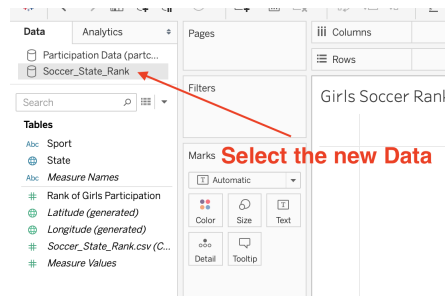 Data Analytics
Participation Data (partc...
Soccer_State_Rank
Search
Tables
Abc Sport
State
Abc Measure Names
# Rank of Girls Participation
Latitude (generated)
Longitude (generated)
# Soccer_State_Rank.csv (C...
# Measure Values
Pages
Filters
Marks
T Automatic
Color Size Text
Detail Tooltip
Columns
Rows
Girls Soccer Rank
Select the new Data